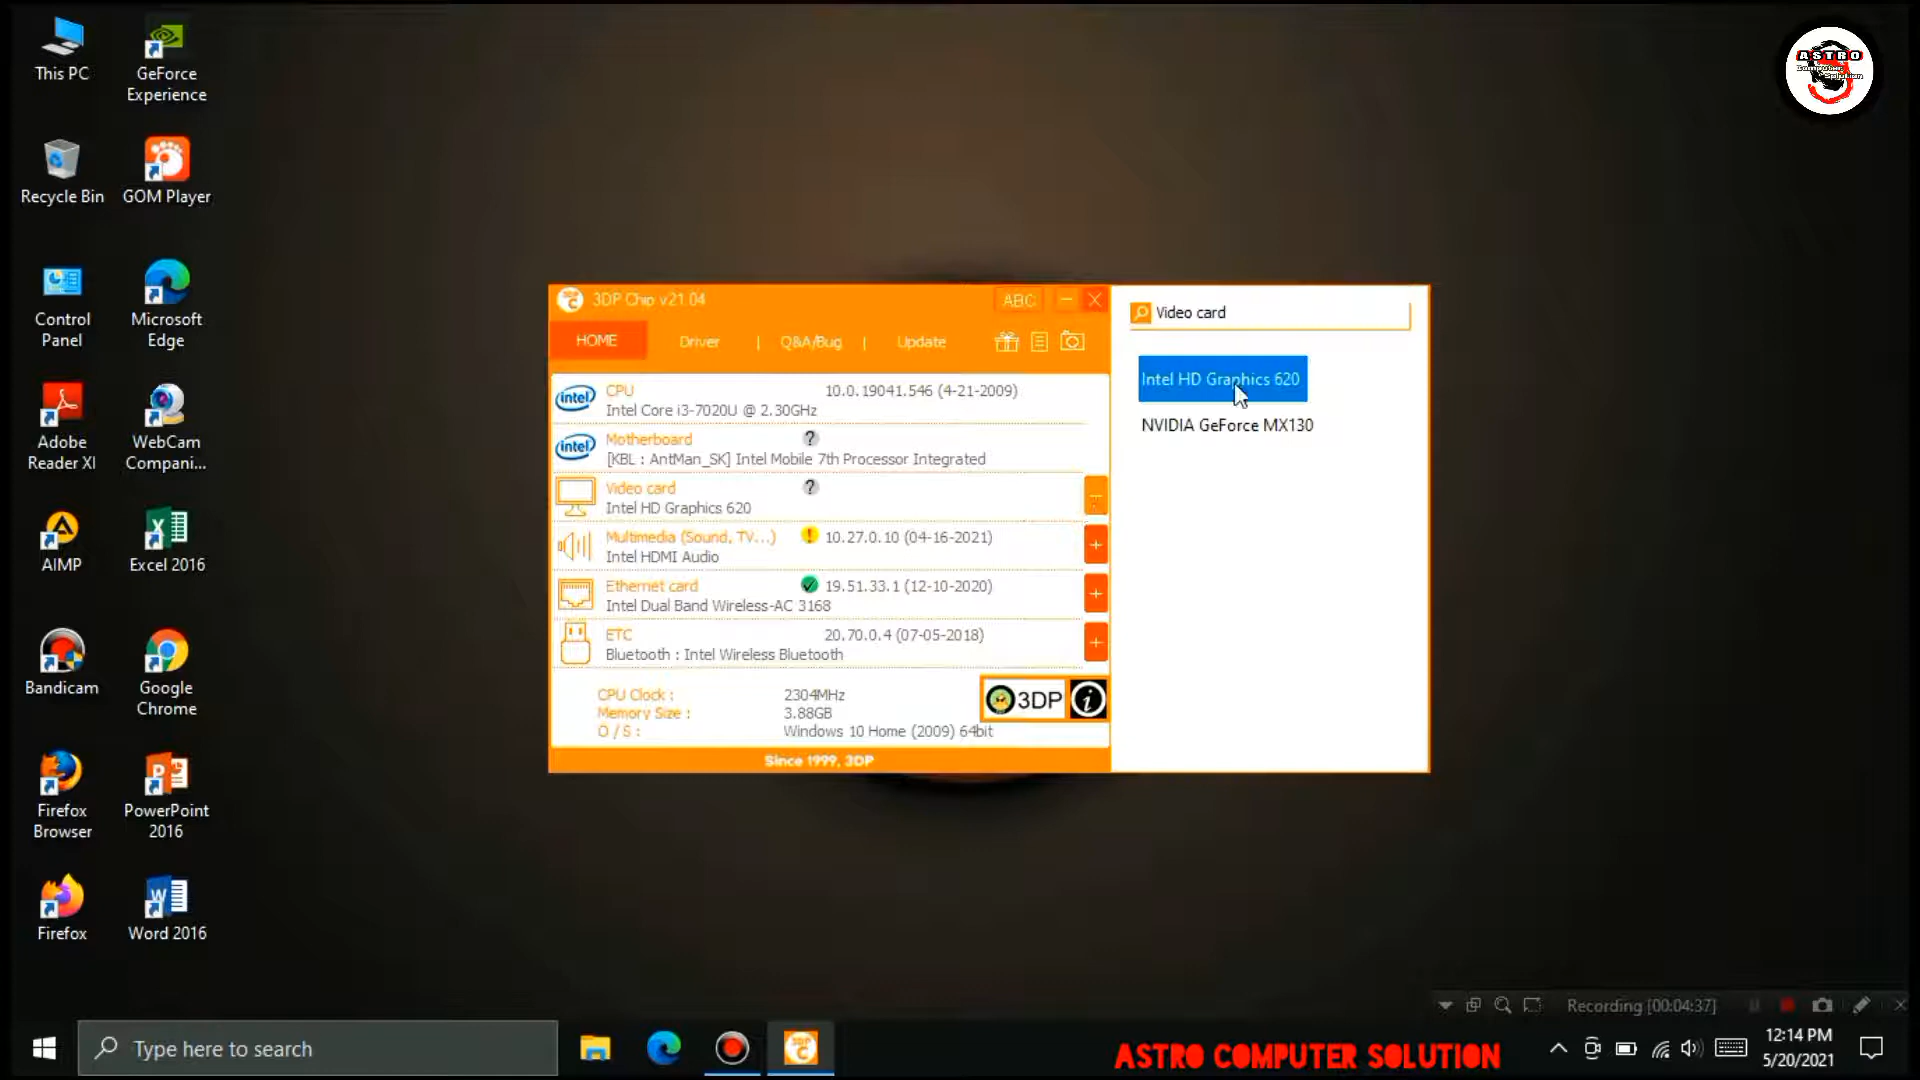 This PC
GeForce
Experience
Recycle Bin
GOM Player
Control
Panel
Microsoft
Edge
Adobe
Reader XI
WebCam
Compani...
AIMP
Excel 2016
Bandicam
Google
Chrome
Firefox
Browser
PowerPoint
2016
Firefox
Word 2016
ASTRO
Computer
Solution
3DP Chip v21.04
ABC
HOME
Driver
|
Q&A/Bug
|
Update
intel
CPU
10.0.19041.546 (4-21-2009)
Intel Core i3-7020U @ 2.30GHz
intel
Motherboard
?
[KBL : AntMan_SK] Intel Mobile 7th Processor Integrated
Video card
?
Intel HD Graphics 620
Multimedia (Sound, TV...)
!
10.27.0.10 (04-16-2021)
Intel HDMI Audio
+
Ethernet card
19.51.33.1 (12-10-2020)
Intel Dual Band Wireless-AC 3168
+
ETC
20.70.0.4 (07-05-2018)
Bluetooth : Intel Wireless Bluetooth
+
CPU Clock : 2304MHz
Memory Size : 3.88GB
O / S : Windows 10 Home (2009) 64bit
3DP i
Since 1999, 3DP
Video card
Intel HD Graphics 620
NVIDIA GeForce MX130
Recording [00:04:37]
Type here to search
3DP
C
ASTRO COMPUTER SOLUTION
12:14 PM
5/20/2021